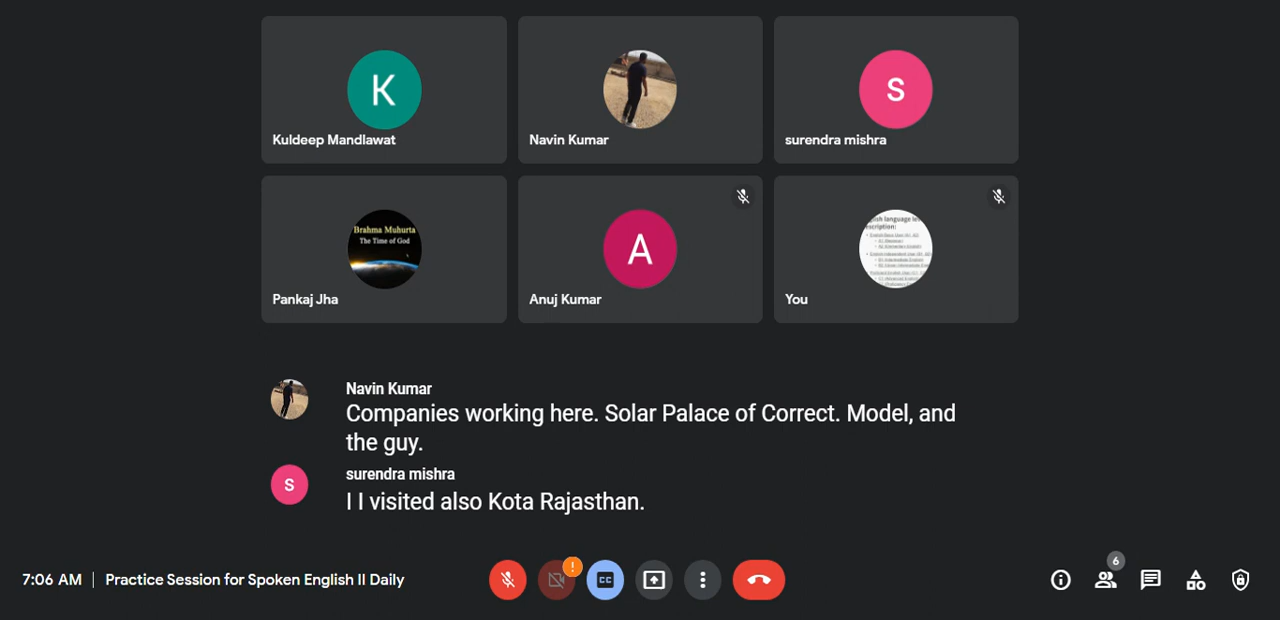 K
Kuldeep Mandlawat
Navin Kumar
S
surendra mishra
Brahma Muhurta
The Time of God
Pankaj Jha
A
Anuj Kumar
You
Navin Kumar
Companies working here. Solar Palace of Correct. Model, and
the guy.
S
surendra mishra
I I visited also Kota Rajasthan.
7:06 AM | Practice Session for Spoken English II Daily
!
CC
6